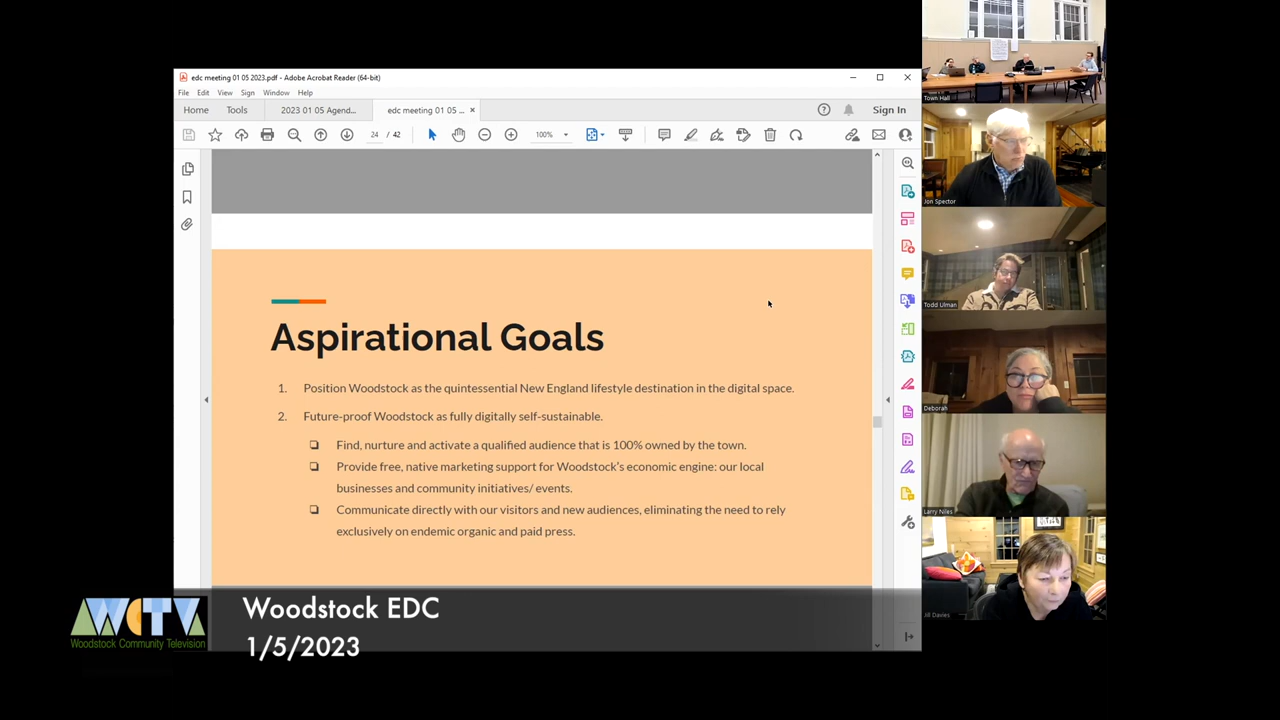 edc meeting 01 05 2023.pdf - Adobe Acrobat Reader (64-bit)
File Edit View Sign Window Help
Home Tools 2023 01 05 Agend... edc meeting 01 05 ... × Sign In
24 / 42 100%
Aspirational Goals
1. Position Woodstock as the quintessential New England lifestyle destination in the digital space.
2. Future-proof Woodstock as fully digitally self-sustainable.
❏ Find, nurture and activate a qualified audience that is 100% owned by the town.
❏ Provide free, native marketing support for Woodstock's economic engine: our local
businesses and community initiatives/ events.
❏ Communicate directly with our visitors and new audiences, eliminating the need to rely
exclusively on endemic organic and paid press.
WCTV
Woodstock Community Television
Woodstock EDC
1/5/2023
Town Hall
Jon Spector
Todd Ulman
Deborah
Larry Niles
Jill Davies